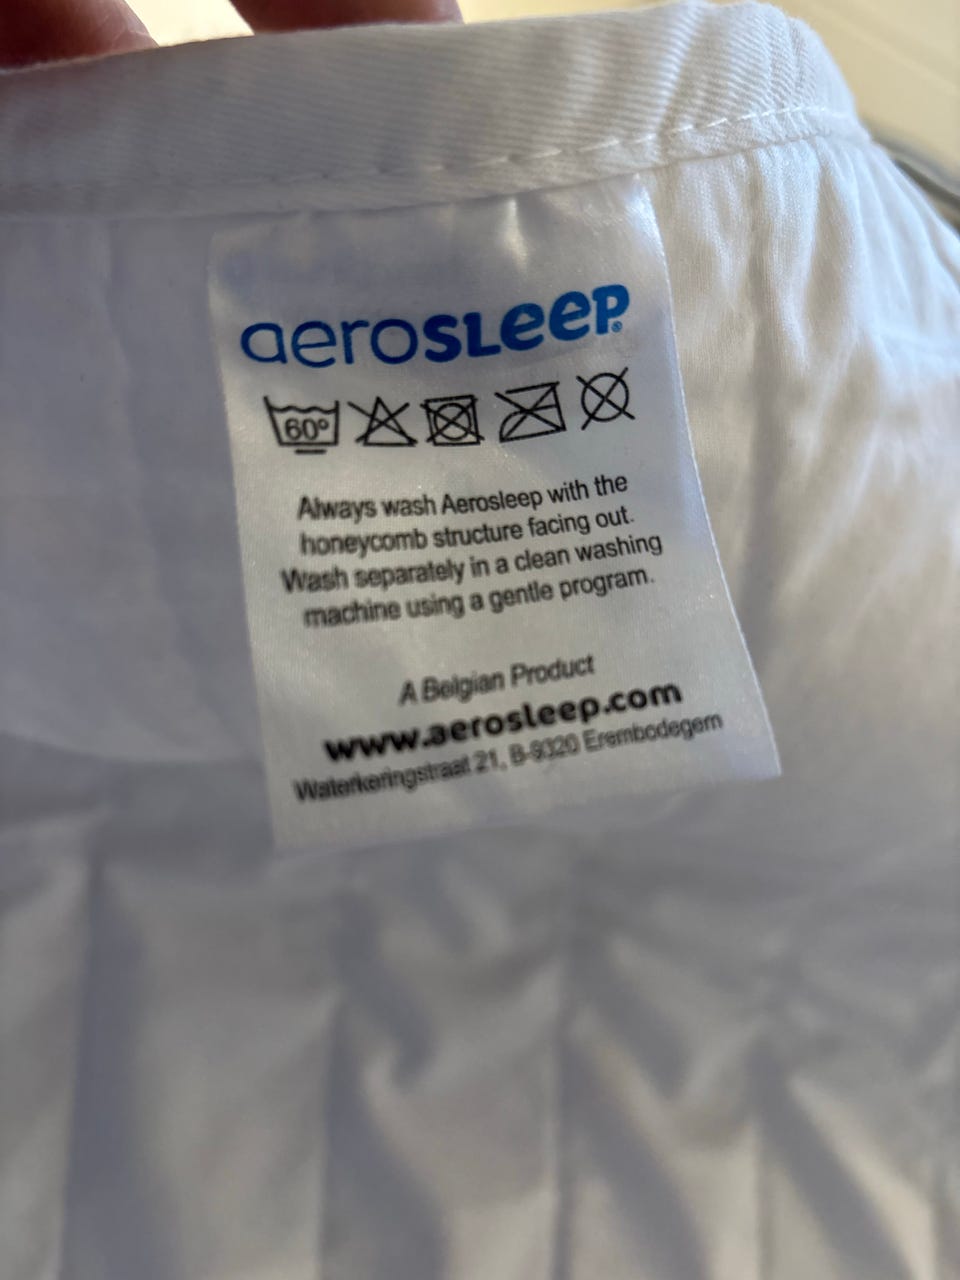 aerosleep®
60°
Always wash Aerosleep with the
honeycomb structure facing out.
Wash separately in a clean washing
machine using a gentle program.
A Belgian Product
www.aerosleep.com
Waterkeringstraat 21, B-9320 Erembodegem